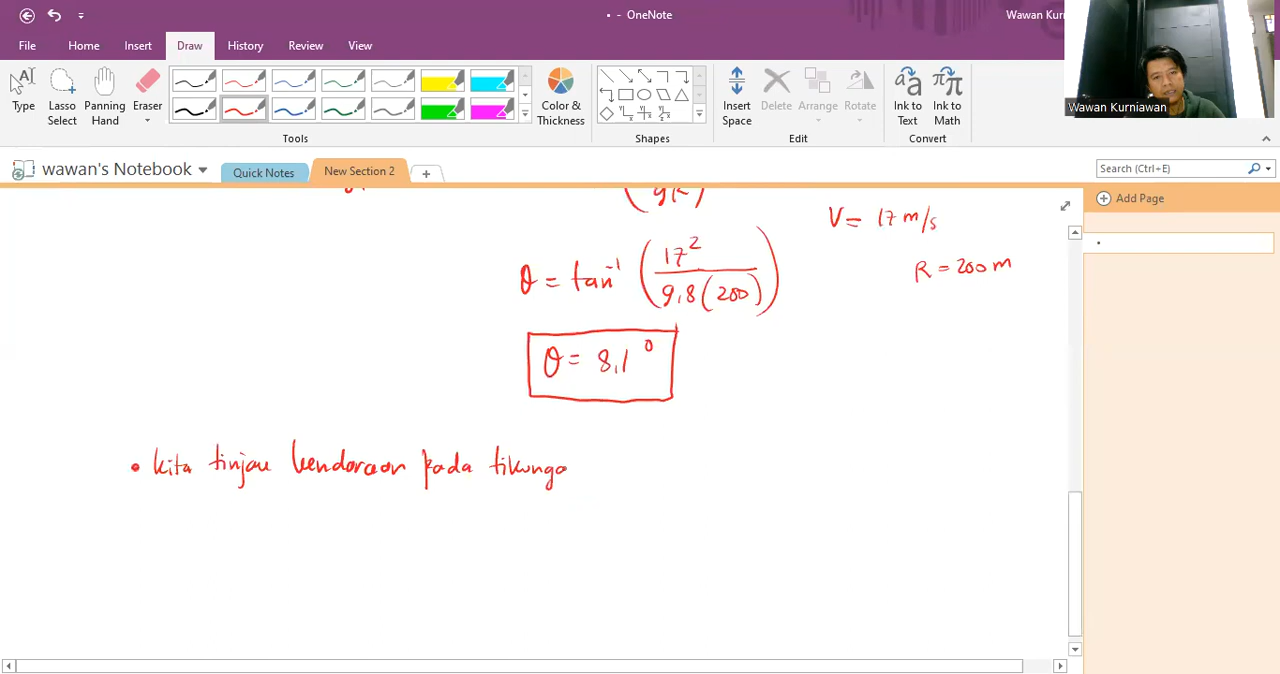 - OneNote
Wawan Kurn
File Home Insert Draw History Review View
Type
Lasso Select
Panning Hand
Eraser
Color & Thickness
Insert Space
Delete
Arrange
Rotate
Ink to Text
Ink to Math
Tools
Shapes
Edit
Convert
Wawan Kurniawan
wawan's Notebook
Quick Notes
New Section 2
Search (Ctrl+E)
Add Page
gR
V = 17 m/s
R = 200 m
θ = tan⁻¹ (17² / 9,8 (200))
θ = 8,1°
• kita tinjau kendaraan pada tikunga